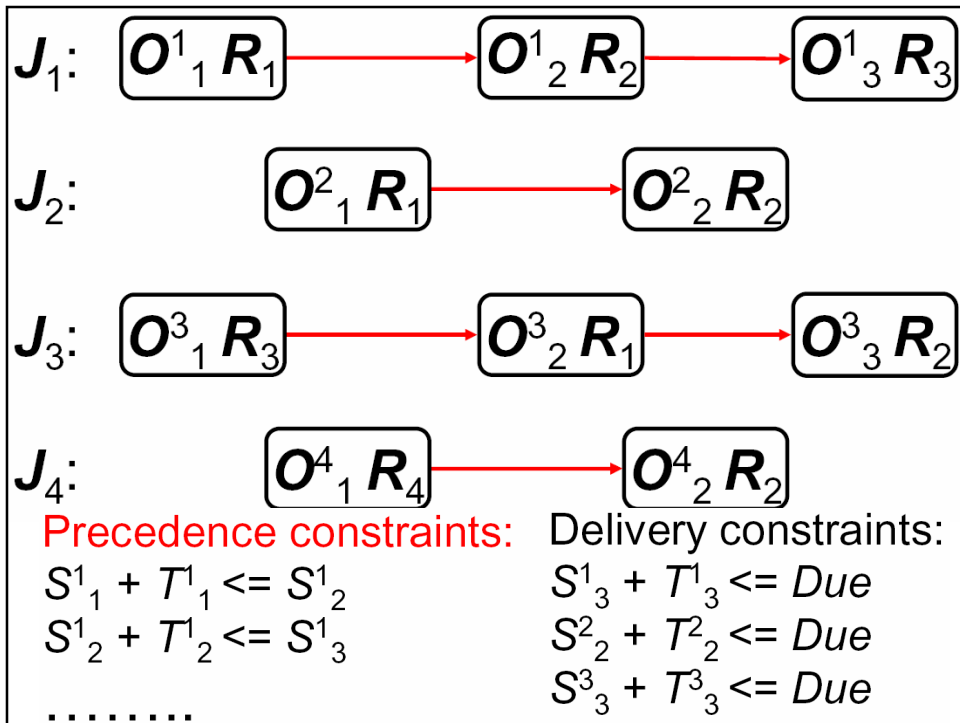 J₁: O¹₁ R₁ O¹₂ R₂ O¹₃ R₃
J₂: O²₁ R₁ O²₂ R₂
J₃: O³₁ R₃ O³₂ R₁ O³₃ R₂
J₄: O⁴₁ R₄ O⁴₂ R₂
Precedence constraints:
S¹₁ + T¹₁ <= S¹₂
S¹₂ + T¹₂ <= S¹₃
………
Delivery constraints:
S¹₃ + T¹₃ <= Due
S²₂ + T²₂ <= Due
S³₃ + T³₃ <= Due